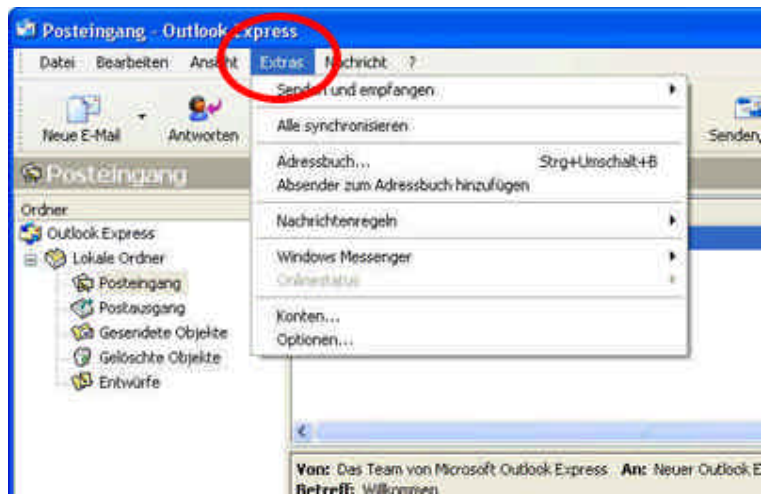 Posteingang - Outlook Express
Datei Bearbeiten Ansicht Extras Nachricht ?
Senden und empfangen
Neue E-Mail Antworten Alle synchronisieren Senden,
Adressbuch... Strg+Umschalt+B
Posteingang
Absender zum Adressbuch hinzufügen
Ordner
Nachrichtenregeln
Outlook Express
Lokale Ordner
Windows Messenger
Posteingang
Onlinestatus
Postausgang
Konten...
Gesendete Objekte
Optionen...
Gelöschte Objekte
Entwürfe
Von: Das Team von Microsoft Outlook Express An: Neuer Outlook E
Betreff: Willkommen